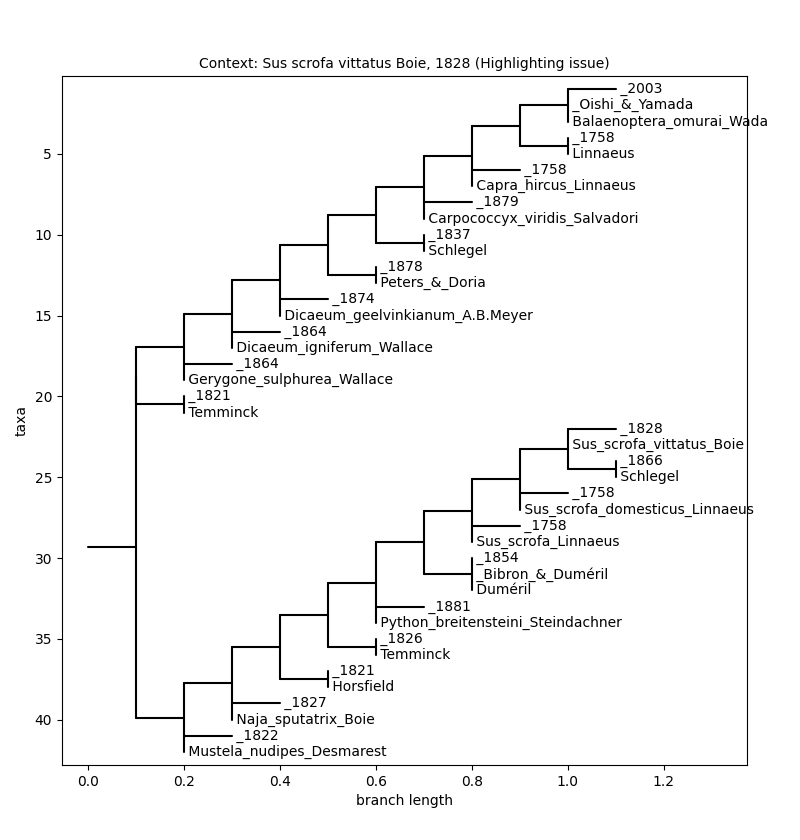 Context: Sus scrofa vittatus Boie, 1828 (Highlighting issue)
_2003
_Oishi_&_Yamada
Balaenoptera_omurai_Wada
_1758
Linnaeus
_1758
Capra_hircus_Linnaeus
_1879
Carpococcyx_viridis_Salvadori
_1837
Schlegel
_1878
Peters_&_Doria
_1874
Dicaeum_geelvinkianum_A.B.Meyer
_1864
Dicaeum_igniferum_Wallace
_1864
Gerygone_sulphurea_Wallace
_1821
Temminck
_1828
Sus_scrofa_vittatus_Boie
_1866
Schlegel
_1758
Sus_scrofa_domesticus_Linnaeus
_1758
Sus_scrofa_Linnaeus
_1854
_Bibron_&_Duméril
Duméril
_1881
Python_breitensteini_Steindachner
_1826
Temminck
_1821
Horsfield
_1827
Naja_sputatrix_Boie
_1822
Mustela_nudipes_Desmarest
5
10
15
20
25
30
35
40
taxa
0.0 0.2 0.4 0.6 0.8 1.0 1.2
branch length